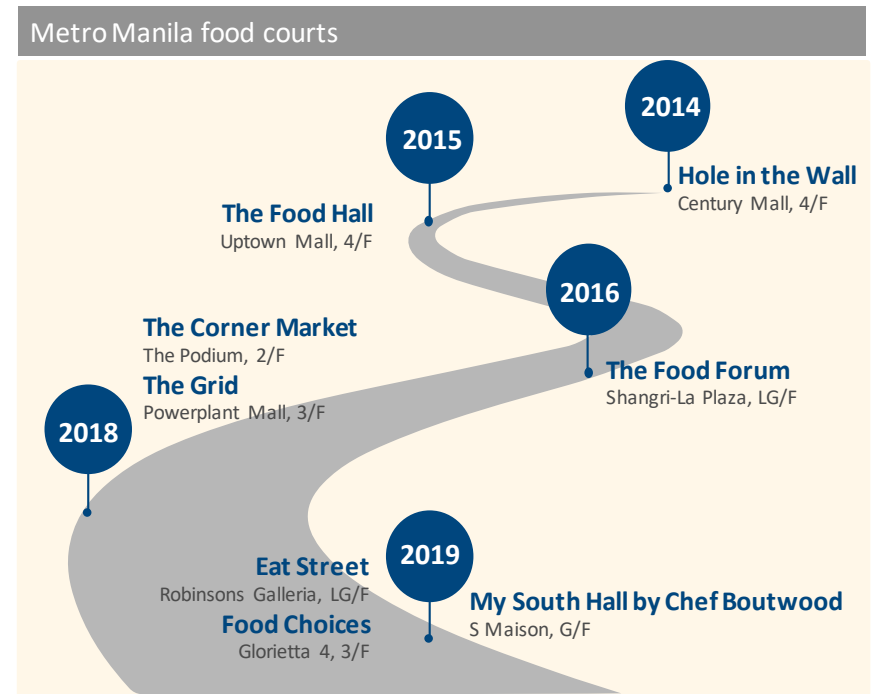 Metro Manila food courts
2014
Hole in the Wall
Century Mall, 4/F
2015
The Food Hall
Uptown Mall, 4/F
2016
The Food Forum
Shangri-La Plaza, LG/F
The Corner Market
The Podium, 2/F
The Grid
Powerplant Mall, 3/F
2018
2019
Eat Street
Robinsons Galleria, LG/F
Food Choices
Glorietta 4, 3/F
My South Hall by Chef Boutwood
S Maison, G/F